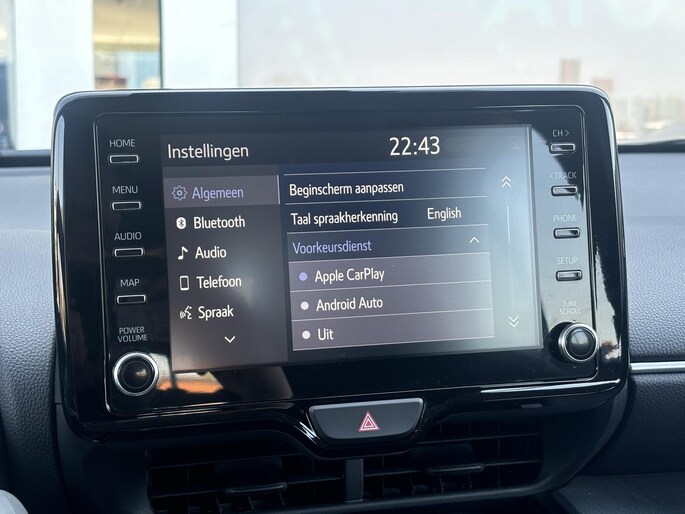 HOME
MENU
AUDIO
MAP
POWER
VOLUME
Instellingen
22:43
Algemeen
Bluetooth
Audio
Telefoon
Spraak
Beginscherm aanpassen
Taal spraakherkenning English
Voorkeursdienst
Apple CarPlay
Android Auto
Uit
CH >
< TRACK
PHONE
SETUP
TUNE
SCROLL